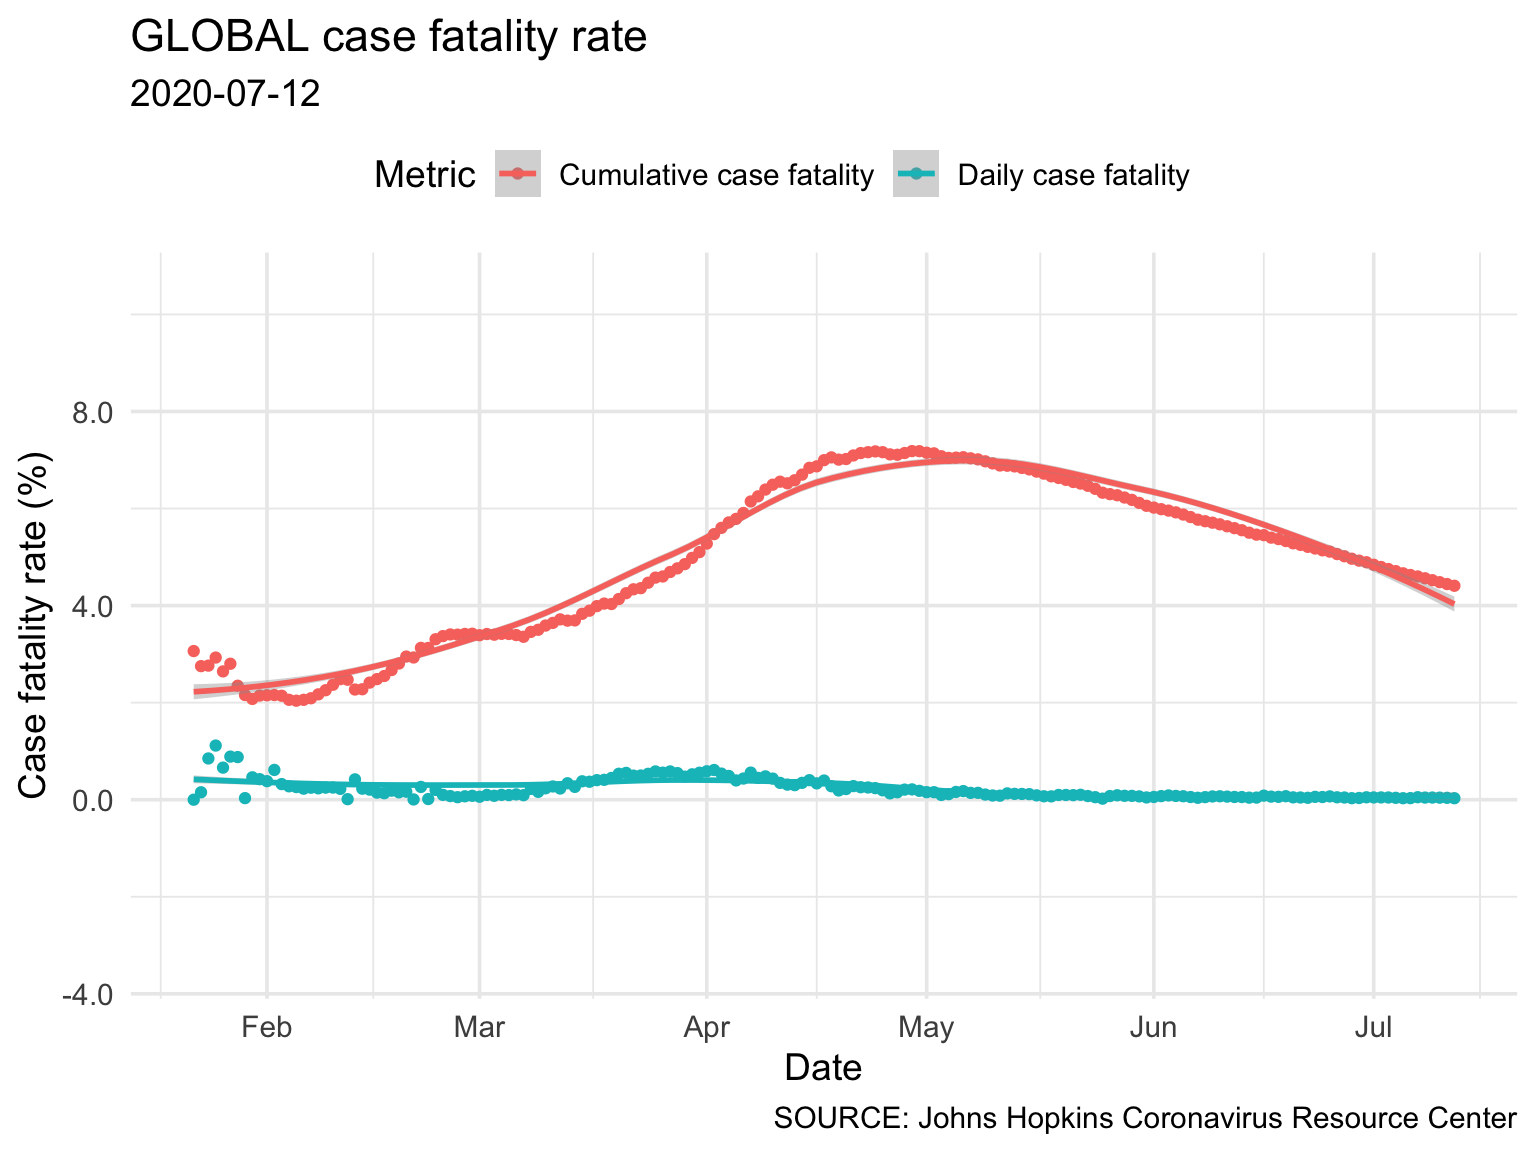 GLOBAL case fatality rate
2020-07-12
Metric Cumulative case fatality Daily case fatality
Case fatality rate (%)
8.0
4.0
0.0
-4.0
Feb Mar Apr May Jun Jul
Date
SOURCE: Johns Hopkins Coronavirus Resource Center